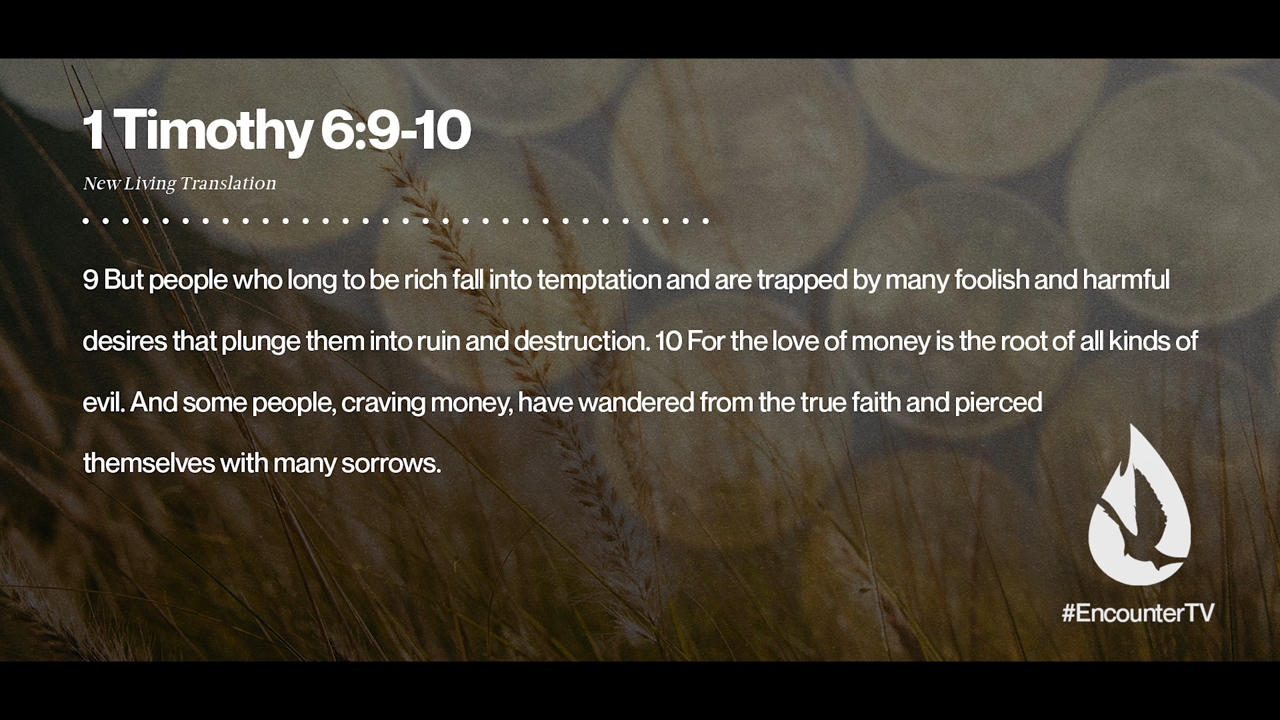 1 Timothy 6:9-10
New Living Translation
9 But people who long to be rich fall into temptation and are trapped by many foolish and harmful
desires that plunge them into ruin and destruction. 10 For the love of money is the root of all kinds of
evil. And some people, craving money, have wandered from the true faith and pierced
themselves with many sorrows.
#EncounterTV